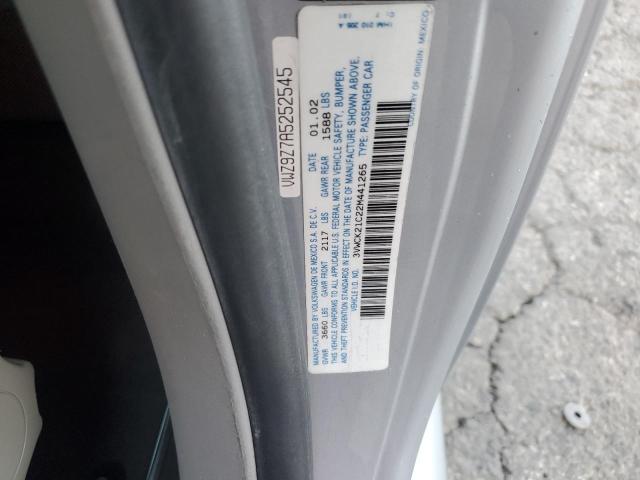 VWZ9Z7A5252545
MANUFACTURED BY VOLKSWAGEN DE MEXICO S.A. DE C.V. DATE 01.02
GVWR 3660 LBS GAWR FRONT 2117 LBS GAWR REAR 1588 LBS
THIS VEHICLE CONFORMS TO ALL APPLICABLE U.S. FEDERAL MOTOR VEHICLE SAFETY, BUMPER,
AND THEFT PREVENTION STANDARDS IN EFFECT ON THE DATE OF MANUFACTURE SHOWN ABOVE.
VEHICLE I.D. NO. 3VWCK21C22M441265 TYPE: PASSENGER CAR
COUNTRY OF ORIGIN: MEXICO